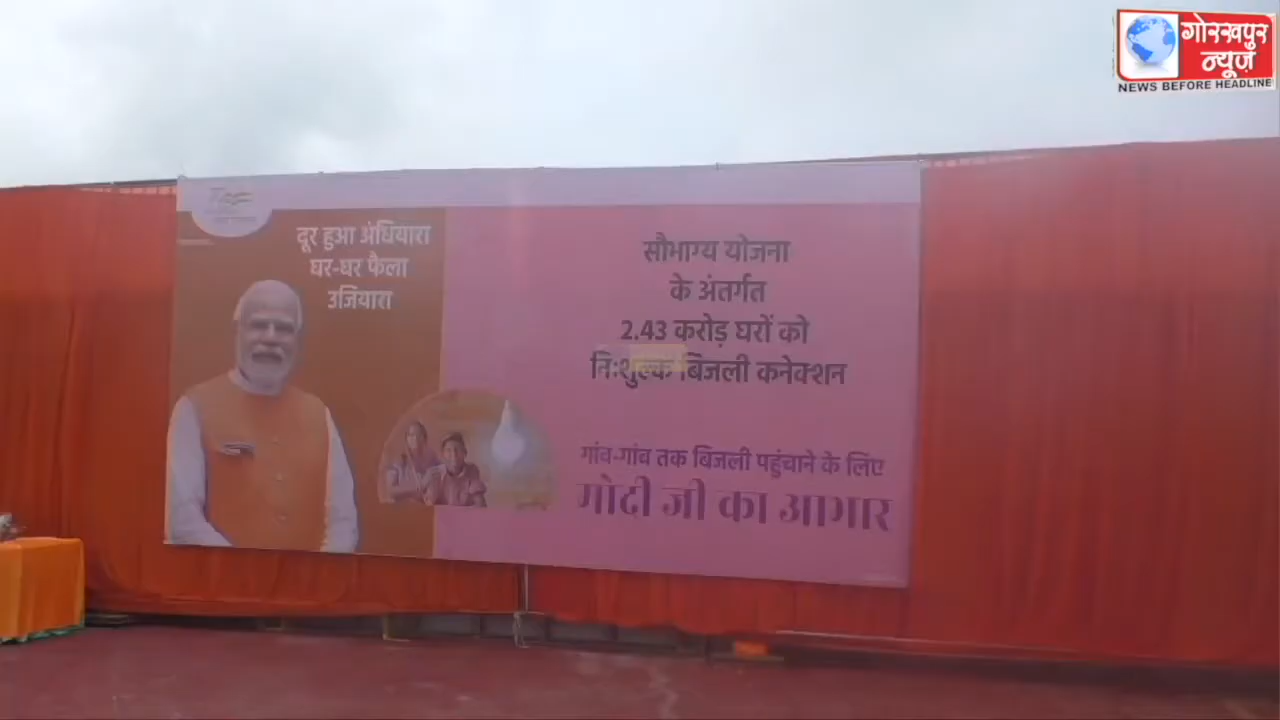 गोरखपुर
न्यूज़
NEWS BEFORE HEADLINE
दूर हुआ अंधियारा
घर-घर फैला
उजियारा
सौभाग्य योजना
के अंतर्गत
2.43 करोड़ घरों को
निःशुल्क बिजली कनेक्शन
गांव-गांव तक बिजली पहुंचाने के लिए
मोदी जी का आभार